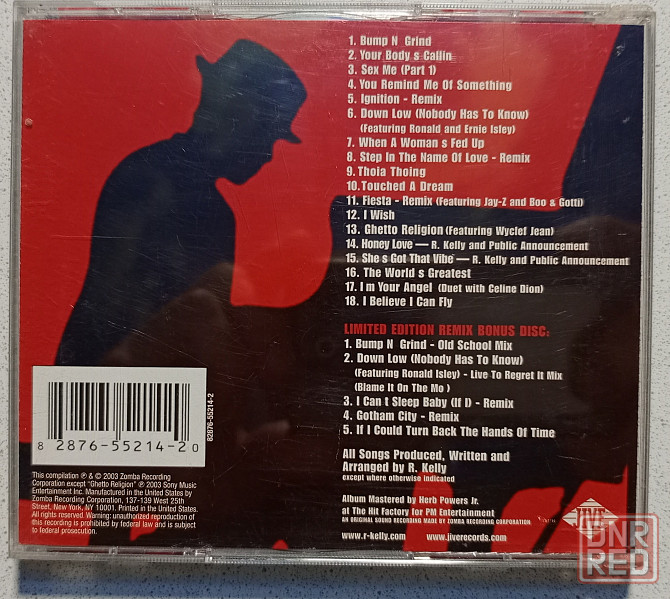 1. Bump N Grind
2. Your Body s Callin
3. Sex Me (Part 1)
4. You Remind Me Of Something
5. Ignition - Remix
6. Down Low (Nobody Has To Know)
(Featuring Ronald and Ernie Isley)
7. When A Woman s Fed Up
8. Step In The Name Of Love - Remix
9. Thoia Thoing
10. Touched A Dream
11. Fiesta - Remix (Featuring Jay-Z and Boo & Gotti)
12. I Wish
13. Ghetto Religion (Featuring Wyclef Jean)
14. Honey Love — R. Kelly and Public Announcement
15. She s Got That Vibe — R. Kelly and Public Announcement
16. The World s Greatest
17. I m Your Angel (Duet with Celine Dion)
18. I Believe I Can Fly
LIMITED EDITION REMIX BONUS DISC:
1. Bump N Grind - Old School Mix
2. Down Low (Nobody Has To Know)
(Featuring Ronald Isley) - Live To Regret It Mix
(Blame It On The Mo )
3. I Can t Sleep Baby (If I) - Remix
4. Gotham City - Remix
5. If I Could Turn Back The Hands Of Time
All Songs Produced, Written and
Arranged by R. Kelly
except where otherwise indicated
Album Mastered by Herb Powers Jr.
at The Hit Factory for PM Entertainment
AN ORIGINAL SOUND RECORDING MADE BY ZOMBA RECORDING CORPORATION
www.r-kelly.com www.jiverecords.com
8 2876-55214-2 0
82876-55214-2
This compilation ℗ & © 2003 Zomba Recording
Corporation except "Ghetto Religion" ℗ 2003 Sony Music
Entertainment Inc. Manufactured in the United States by
Zomba Recording Corporation, 137-139 West 25th
Street, New York, NY 10001. Printed in the United States.
All rights reserved. Warning: unauthorized reproduction of
this recording is prohibited by federal law and is subject
to federal prosecution.
JIVE
UNR
RED